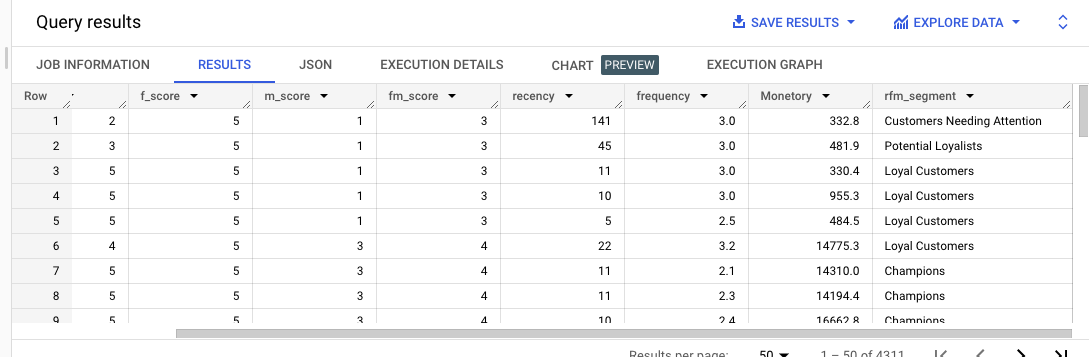 Query results SAVE RESULTS EXPLORE DATA
JOB INFORMATION RESULTS JSON EXECUTION DETAILS CHART PREVIEW EXECUTION GRAPH
Row f_score m_score fm_score recency frequency Monetory rfm_segment
1 2 5 1 3 141 3.0 332.8 Customers Needing Attention
2 3 5 1 3 45 3.0 481.9 Potential Loyalists
3 5 5 1 3 11 3.0 330.4 Loyal Customers
4 5 5 1 3 10 3.0 955.3 Loyal Customers
5 5 5 1 3 5 2.5 484.5 Loyal Customers
6 4 5 3 4 22 3.2 14775.3 Loyal Customers
7 5 5 3 4 11 2.1 14310.0 Champions
8 5 5 3 4 11 2.3 14194.4 Champions
9 5 5 3 4 10 2.4 16662.8 Champions
Results per page: 50 1 – 50 of 4311